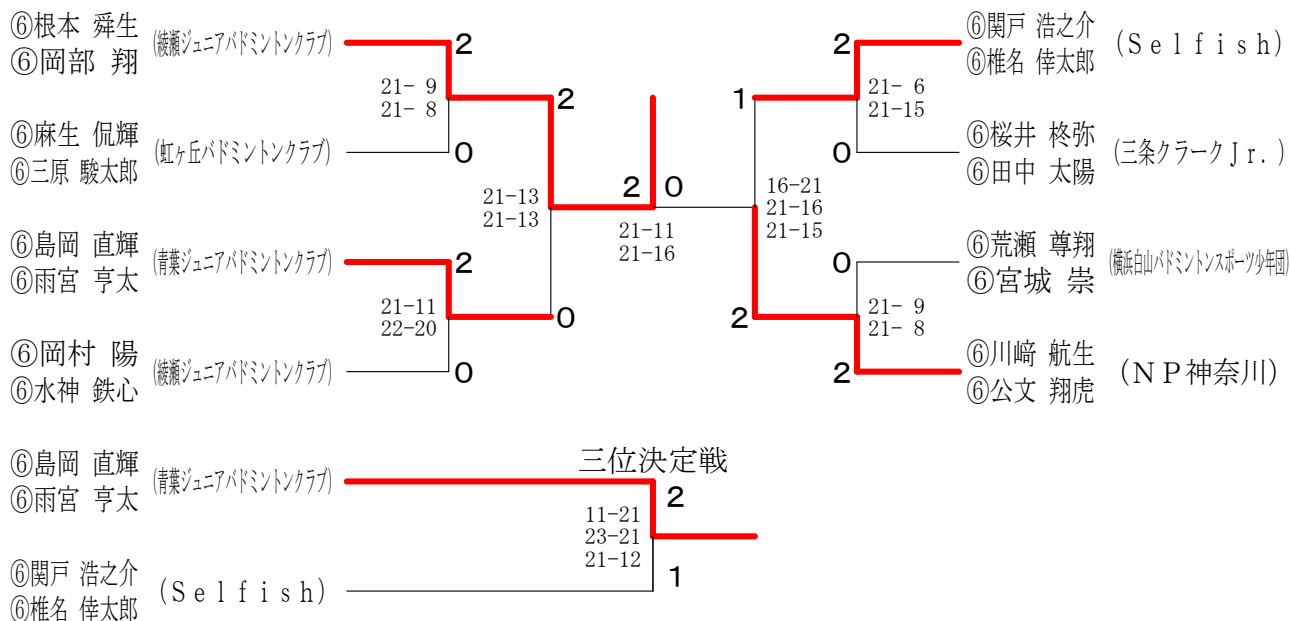 ⑥根本 舜生
⑥岡部 翔
(綾瀬ジュニアバドミントンクラブ)
2
21- 9
21- 8
⑥麻生 侃輝
⑥三原 駿太郎
(虹ヶ丘バドミントンクラブ)
0
2
21-13
21-13
⑥島岡 直輝
⑥雨宮 亨太
(青葉ジュニアバドミントンクラブ)
2
21-11
22-20
0
⑥岡村 陽
⑥水神 鉄心
(綾瀬ジュニアバドミントンクラブ)
0
2 0
21-11
21-16
⑥関戸 浩之介
⑥椎名 倖太郎
(Selfish)
2
21- 6
21-15
1
⑥桜井 柊弥
⑥田中 太陽
(三条クラークJr.)
0
16-21
21-16
21-15
⑥荒瀬 尊翔
⑥宮城 崇
(横浜白山バドミントンスポーツ少年団)
0
21- 9
21- 8
2
⑥川﨑 航生
⑥公文 翔虎
(NP神奈川)
2
三位決定戦
⑥島岡 直輝
⑥雨宮 亨太
(青葉ジュニアバドミントンクラブ)
2
11-21
23-21
21-12
⑥関戸 浩之介
⑥椎名 倖太郎
(Selfish)
1